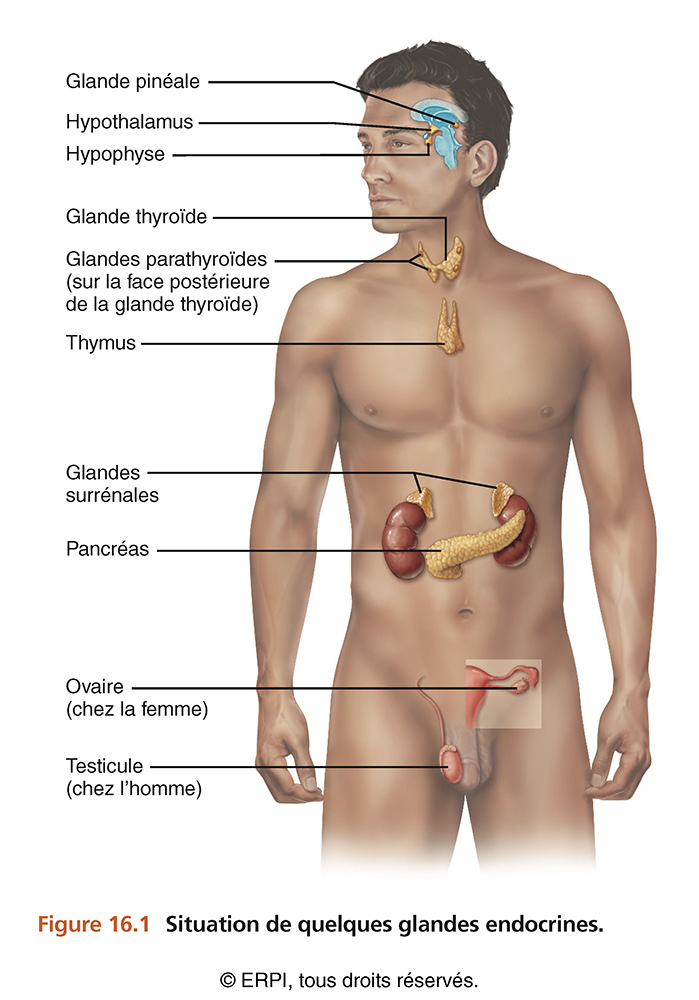 Glande pinéale
Hypothalamus
Hypophyse
Glande thyroïde
Glandes parathyroïdes
(sur la face postérieure
de la glande thyroïde)
Thymus
Glandes
surrénales
Pancréas
Ovaire
(chez la femme)
Testicule
(chez l’homme)
Figure 16.1 Situation de quelques glandes endocrines.
© ERPI, tous droits réservés.